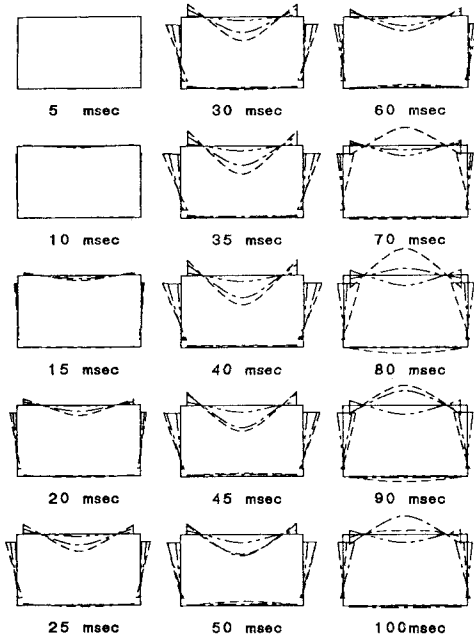 5 msec
30 msec
60 msec
10 msec
35 msec
70 msec
15 msec
40 msec
80 msec
20 msec
45 msec
90 msec
25 msec
50 msec
100msec